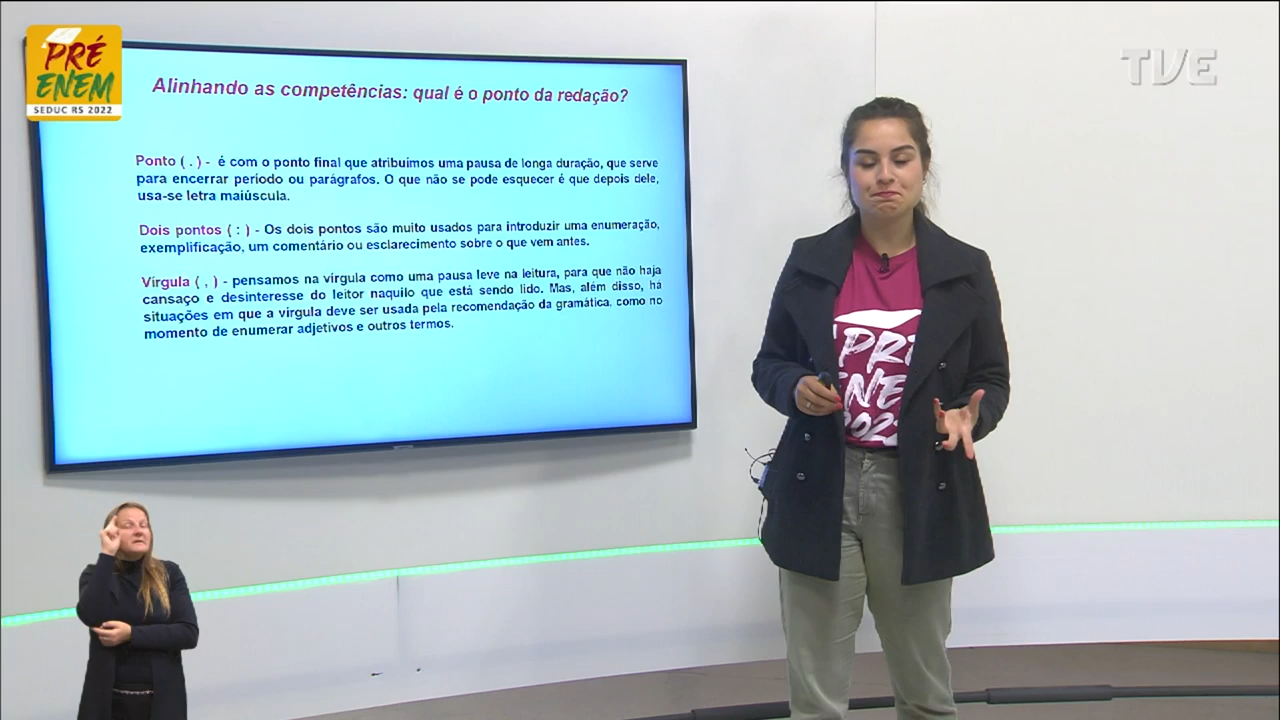 PRÉ
ENEM
SEDUC RS 2022
TVE
Alinhando as competências: qual é o ponto da redação?
Ponto ( . ) - é com o ponto final que atribuímos uma pausa de longa duração, que serve
para encerrar período ou parágrafos. O que não se pode esquecer é que depois dele,
usa-se letra maiúscula.
Dois pontos ( : ) - Os dois pontos são muito usados para introduzir uma enumeração,
exemplificação, um comentário ou esclarecimento sobre o que vem antes.
Vírgula ( , ) - pensamos na vírgula como uma pausa leve na leitura, para que não haja
cansaço e desinteresse do leitor naquilo que está sendo lido. Mas, além disso, há
situações em que a vírgula deve ser usada pela recomendação da gramática, como no
momento de enumerar adjetivos e outros termos.
PRÉ
ENE
202